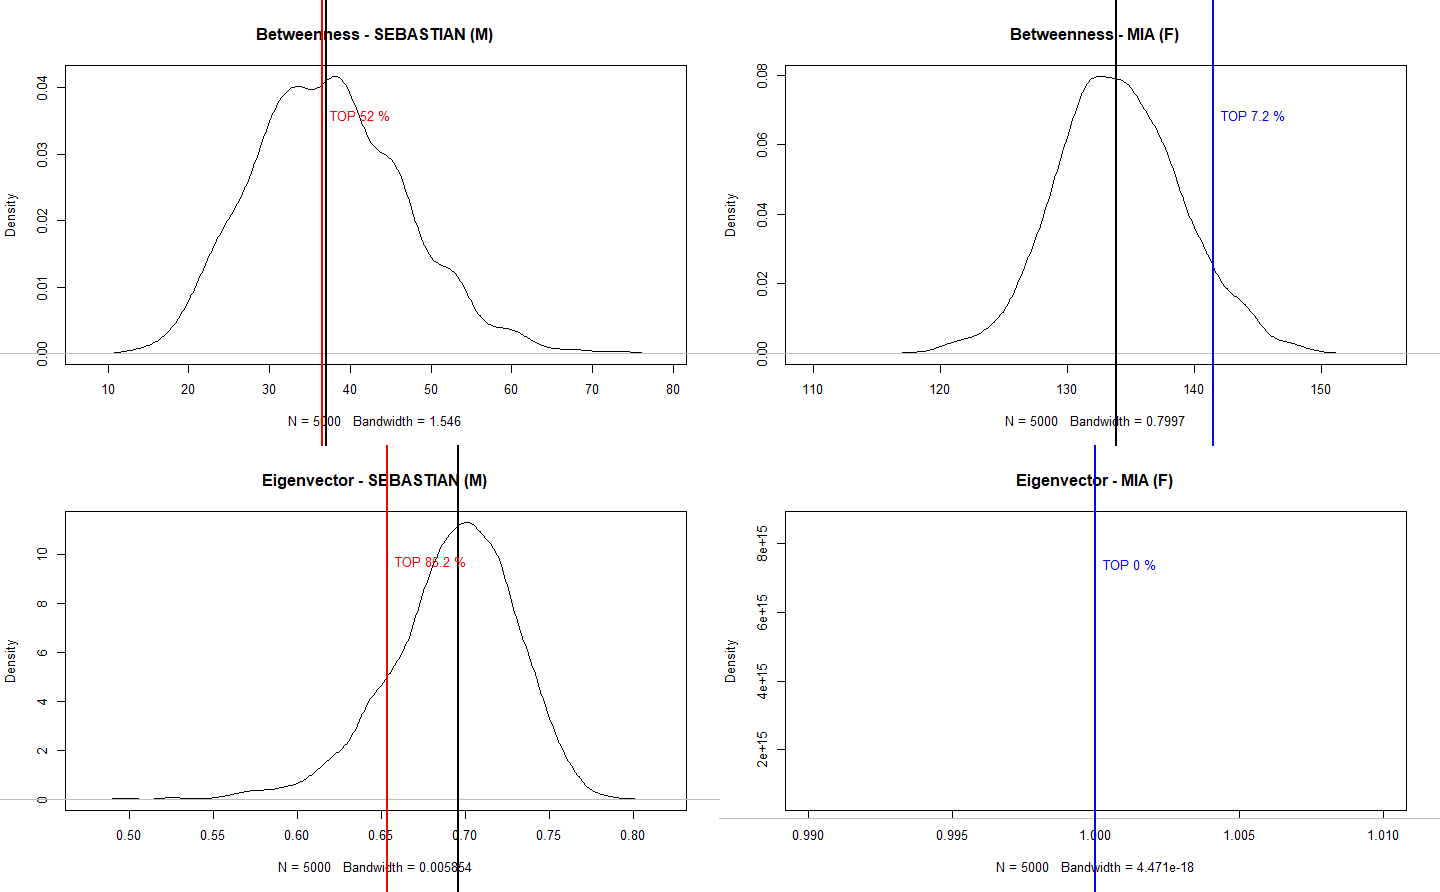 Betweenness - SEBASTIAN (M)
Density
0.00 0.01 0.02 0.03 0.04
TOP 52 %
10 20 30 40 50 60 70 80
N = 5000 Bandwidth = 1.546
Betweenness - MIA (F)
Density
0.00 0.02 0.04 0.06 0.08
TOP 7.2 %
110 120 130 140 150
N = 5000 Bandwidth = 0.7997
Eigenvector - SEBASTIAN (M)
Density
0 2 4 6 8 10
TOP 85.2 %
0.50 0.55 0.60 0.65 0.70 0.75 0.80
N = 5000 Bandwidth = 0.005854
Eigenvector - MIA (F)
Density
2e+15 4e+15 6e+15 8e+15
TOP 0 %
0.990 0.995 1.000 1.005 1.010
N = 5000 Bandwidth = 4.471e-18